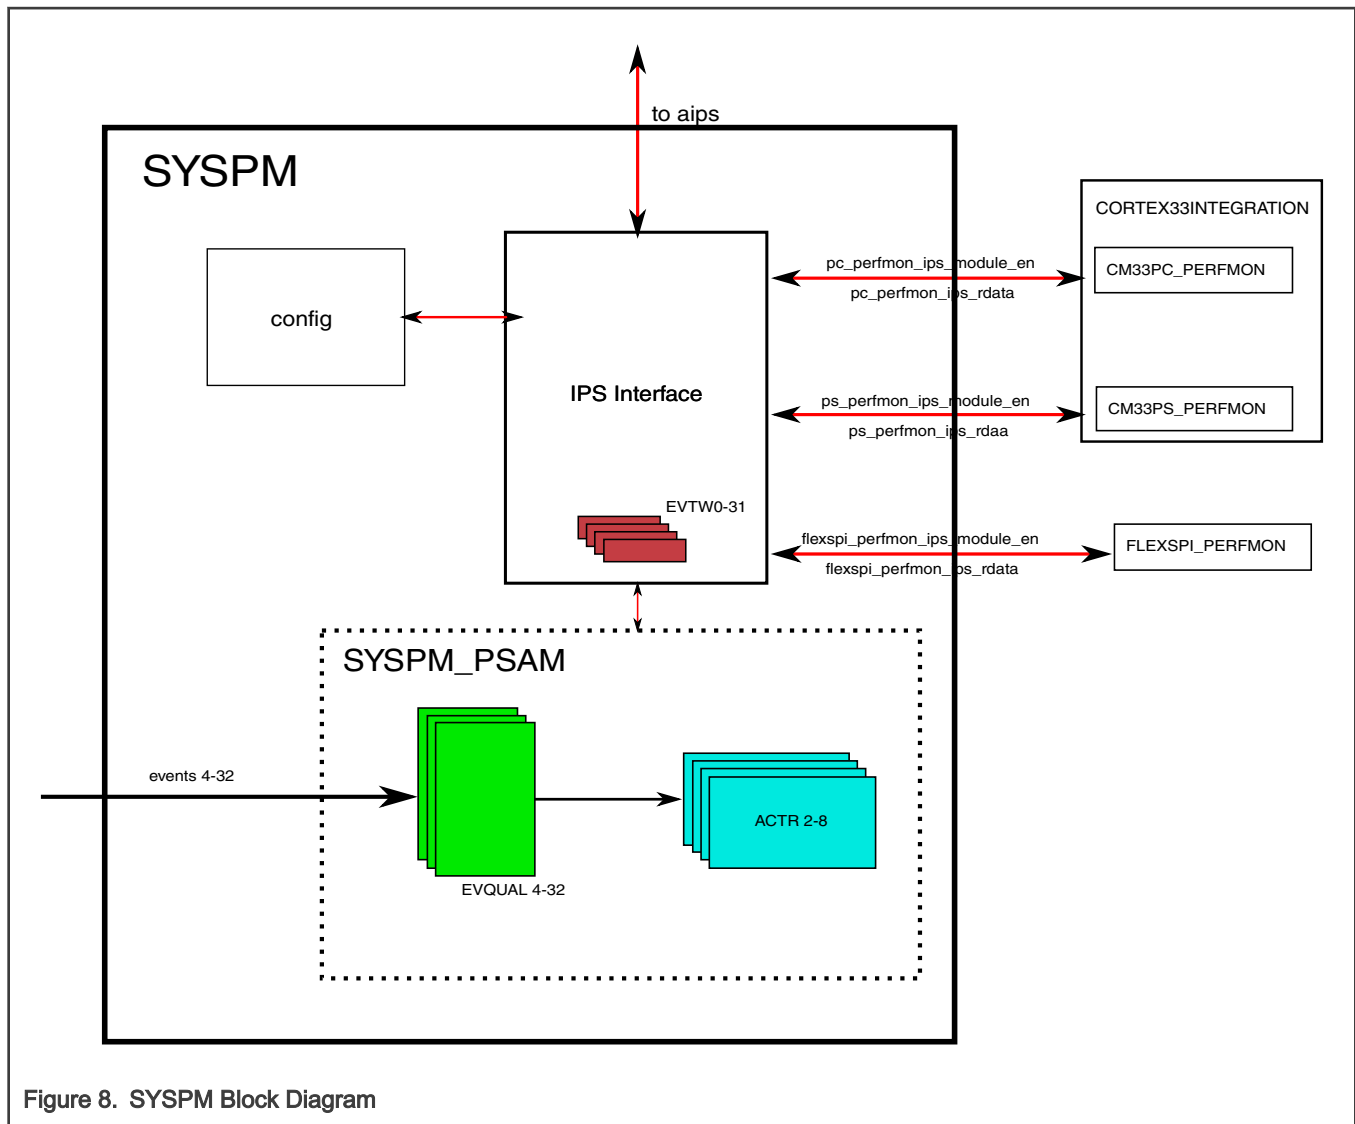 to aips
SYSPM
CORTEX33INTEGRATION
pc_perfmon_ips_module_en
CM33PC_PERFMON
pc_perfmon_ips_rdata
config
IPS Interface
ps_perfmon_ips_module_en
CM33PS_PERFMON
ps_perfmon_ips_rdaa
EVTW0-31
flexspi_perfmon_ips_module_en
FLEXSPI_PERFMON
flexspi_perfmon_ips_rdata
SYSPM_PSAM
events 4-32
ACTR 2-8
EVQUAL 4-32
Figure 8. SYSPM Block Diagram